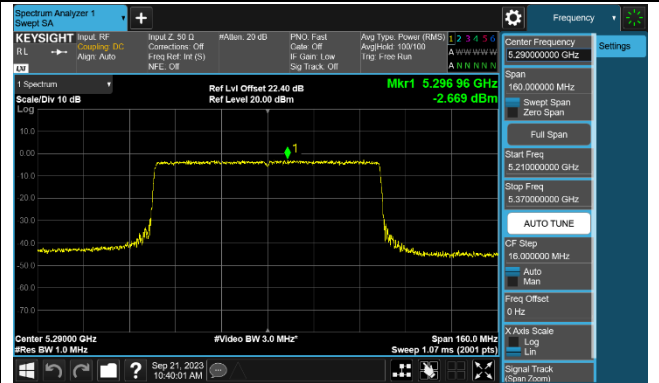 Spectrum Analyzer 1
Swept SA
+
Frequency
KEYSIGHT
RL
LXI
Input: RF
Coupling: DC
Align: Auto
Input Z: 50 Ω
Corrections: Off
Freq Ref: Int (S)
NFE: Off
#Atten: 20 dB
PNO: Fast
Gate: Off
IF Gain: Low
Sig Track: Off
Avg Type: Power (RMS)
Avg|Hold: 100/100
Trig: Free Run
1 2 3 4 5 6
A W W W W W
A N N N N N
Center Frequency
5.290000000 GHz
Settings
Span
160.000000 MHz
Swept Span
Zero Span
Full Span
Start Freq
5.210000000 GHz
Stop Freq
5.370000000 GHz
AUTO TUNE
CF Step
16.000000 MHz
Auto
Man
Freq Offset
0 Hz
X Axis Scale
Log
Lin
Signal Track
(Span Zoom)
1 Spectrum
Scale/Div 10 dB
Log
Ref Lvl Offset 22.40 dB
Ref Level 20.00 dBm
Mkr1 5.296 96 GHz
-2.669 dBm
1
10.0
0.00
-10.0
-20.0
-30.0
-40.0
-50.0
-60.0
-70.0
Center 5.29000 GHz
#Res BW 1.0 MHz
#Video BW 3.0 MHz*
Span 160.0 MHz
Sweep 1.07 ms (2001 pts)
?
Sep 21, 2023
10:40:01 AM